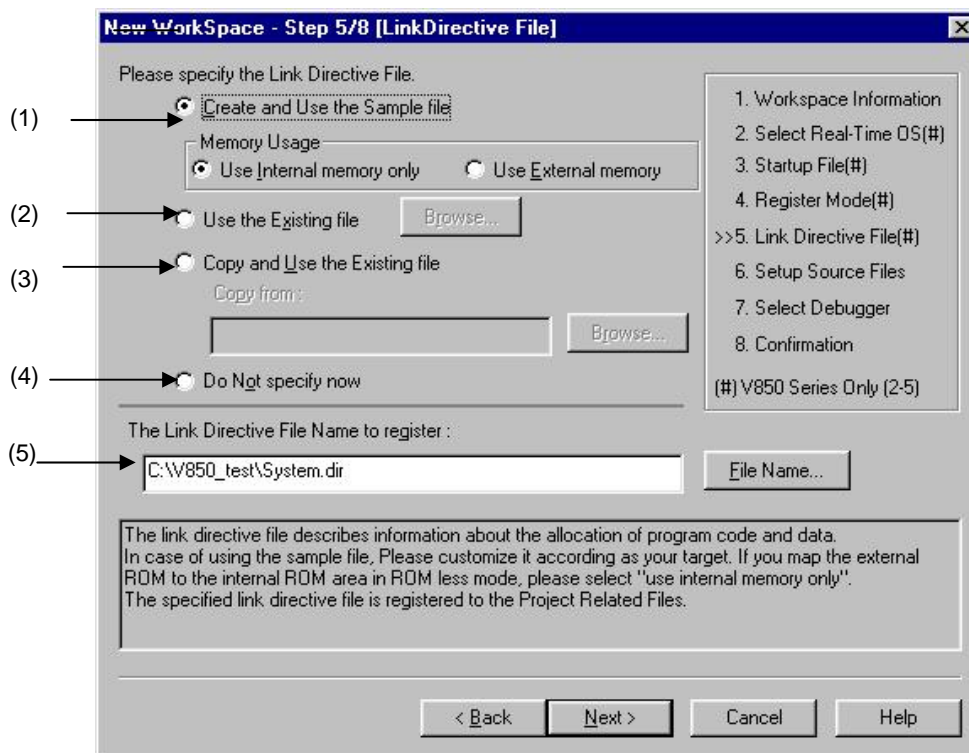 New WorkSpace - Step 5/8 [LinkDirective File]
Please specify the Link Directive File.
(1)
Create and Use the Sample file
Memory Usage
Use Internal memory only
Use External memory
(2)
Use the Existing file
Browse...
(3)
Copy and Use the Existing file
Copy from :
Browse...
(4)
Do Not specify now
1. Workspace Information
2. Select Real-Time OS(#)
3. Startup File(#)
4. Register Mode(#)
>>5. Link Directive File(#)
6. Setup Source Files
7. Select Debugger
8. Confirmation
(#) V850 Series Only (2-5)
The Link Directive File Name to register :
(5)
C:\V850_test\System.dir
File Name...
The link directive file describes information about the allocation of program code and data.
In case of using the sample file, Please customize it according as your target. If you map the external
ROM to the internal ROM area in ROM less mode, please select "use internal memory only".
The specified link directive file is registered to the Project Related Files.
< Back
Next >
Cancel
Help